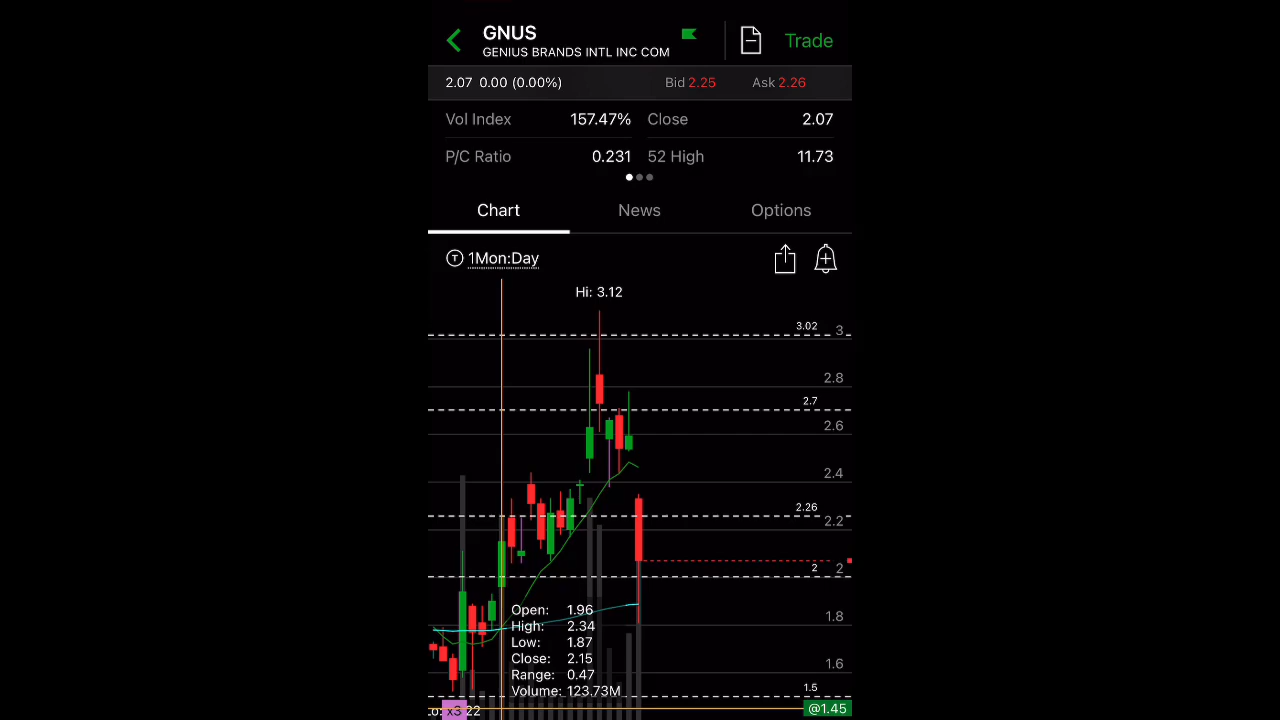 GNUS
GENIUS BRANDS INTL INC COM
Trade
2.07 0.00 (0.00%) Bid 2.25 Ask 2.26
Vol Index 157.47% Close 2.07
P/C Ratio 0.231 52 High 11.73
Chart News Options
T 1Mon:Day
Hi: 3.12
3.02 3
2.8
2.7
2.6
2.4
2.26
2.2
2 2
1.8
Open: 1.96
High: 2.34
Low: 1.87
Close: 2.15
Range: 0.47
Volume: 123.73M
1.6
1.5
x3 22
@1.45